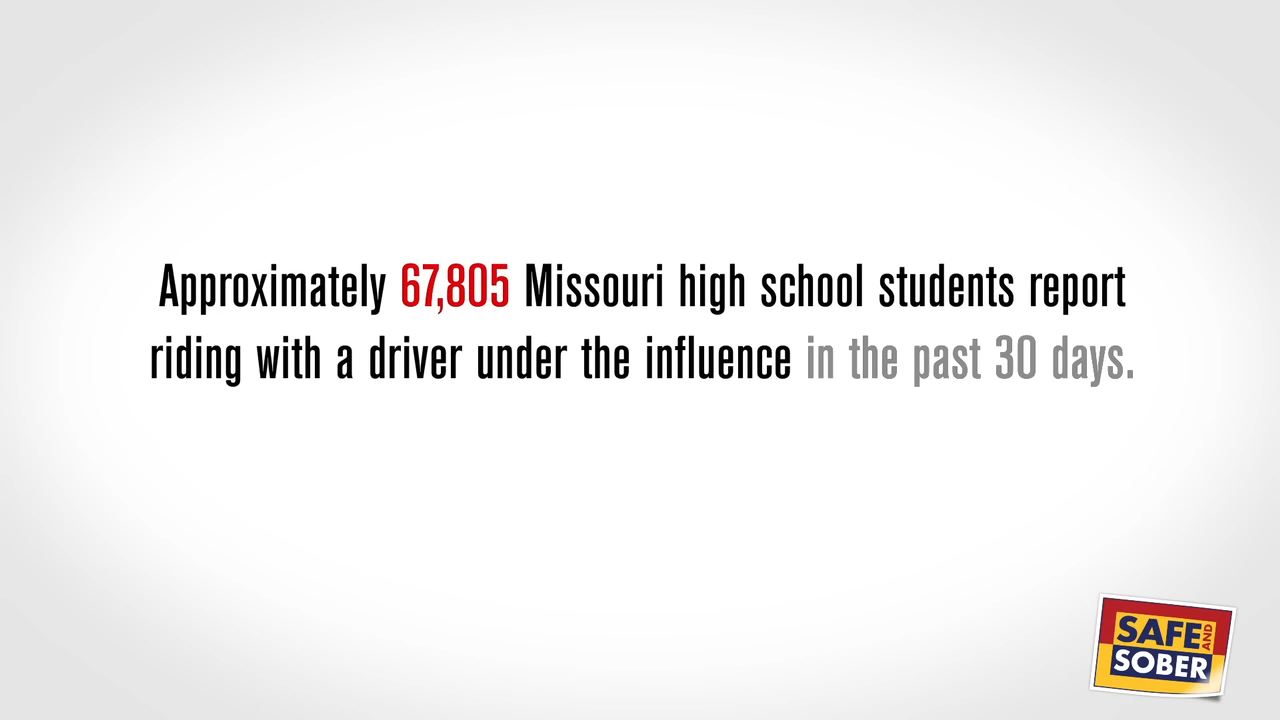 Approximately 67,805 Missouri high school students report
riding with a driver under the influence in the past 30 days.
SAFE AND
SOBER